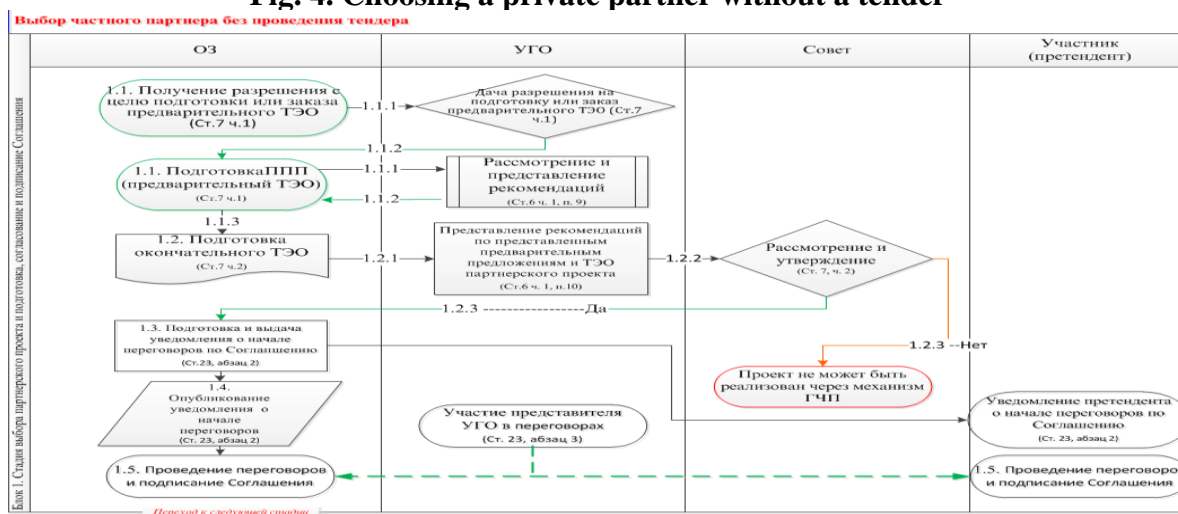 Fig. 4. Choosing a private partner without a tender
Выбор частного партнера без проведения тендера
ОЗ
УГО
Совет
Участник
(претендент)
Блок 1. Стадия выбора партнерского проекта и подготовка, согласование и подписание Соглашения
1.1. Получение разрешения с
целю подготовки или заказа
предварительного ТЭО
(Ст.7 ч.1)
1.1.1
Дача разрешения на
подготовку или заказ
предварительного ТЭО (Ст.7
ч.1)
1.1.2
1.1. ПодготовкаППП
(предварительный ТЭО)
(Ст.7 ч.1)
1.1.1
1.1.2
Рассмотрение и
представление
рекомендаций
(Ст.6 ч. 1, п. 9)
1.1.3
1.2. Подготовка
окончательного ТЭО
(Ст.7 ч.2)
1.2.1
Представление рекомендаций
по представленным
предварительным
предложениям и ТЭО
партнерского проекта
(Ст.6 ч. 1, п.10)
1.2.2
Рассмотрение и
утверждение
(Ст. 7, ч. 2)
1.2.3 -----------------Да
1.2.3 --Нет
1.3. Подготовка и выдача
уведомления о начале
переговоров по Соглапшению
(Ст.23, абзац 2)
Проект не может быть
реализован через механизм
ГЧП
1.4.
Опубликование
уведомления о
начале
переговоров
(Ст. 23, абзац 2)
Участие представителя
УГО в переговорах
(Ст. 23, абзац 3)
Уведомление претендента
о начале переговоров по
Соглашению
(Ст. 23, абзац 2)
1.5. Проведение переговоров
и подписание Соглашения
1.5. Проведение переговоро
и подписание Соглашения
Переход к следующей стадии